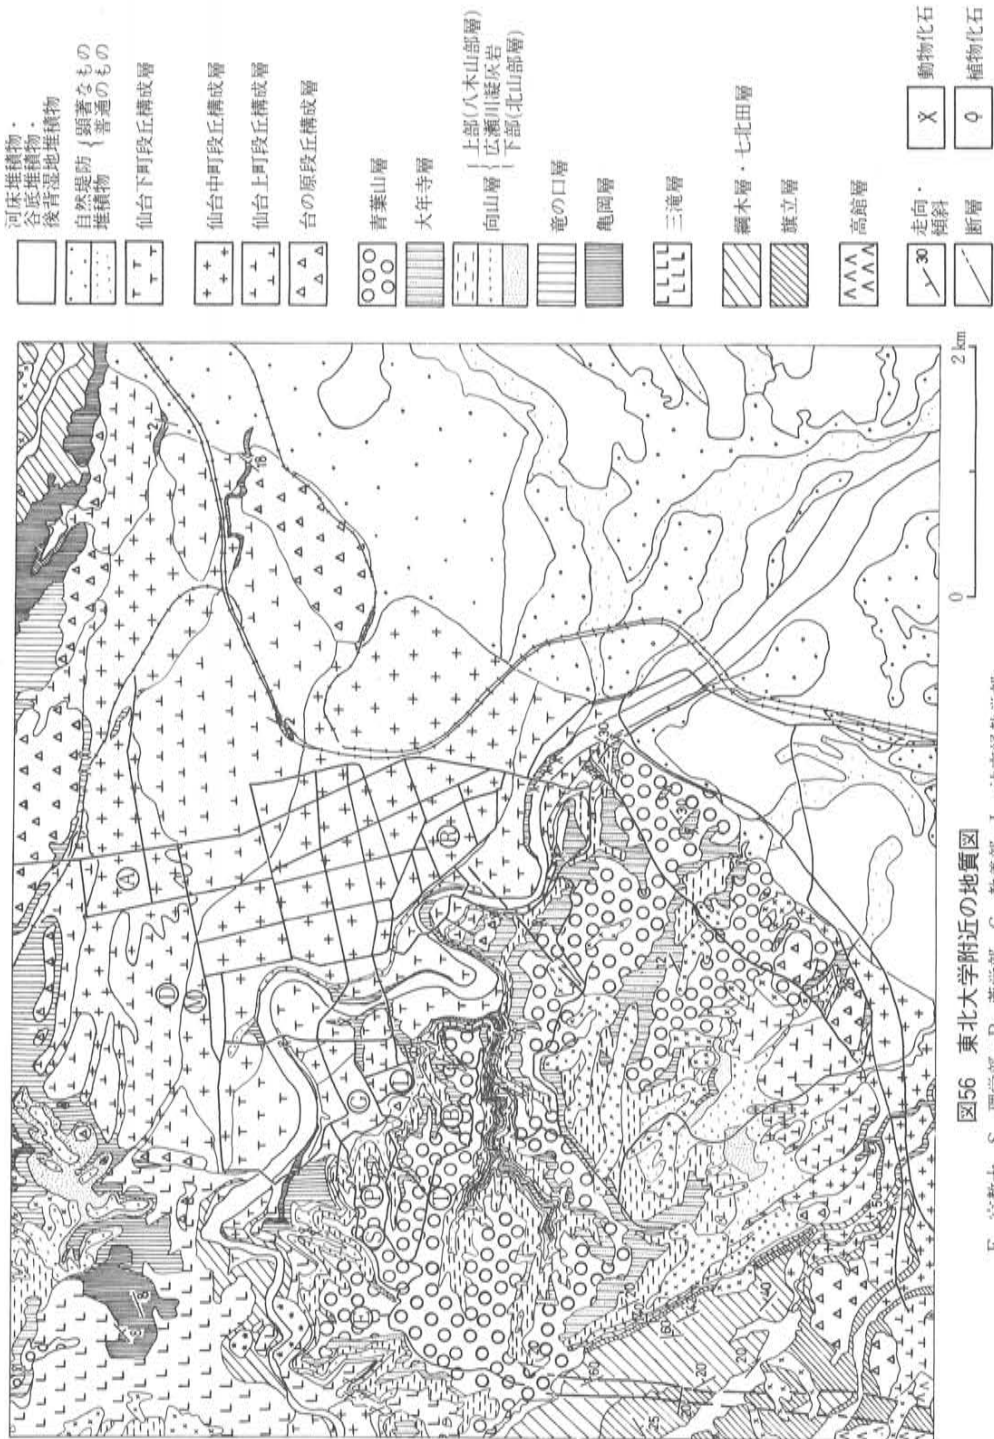 河床堆積物・
谷底堆積物・
後背湿地堆積物
自然堤防
堆積物
顕著なもの
普通のもの
仙台下町段丘構成層
仙台中町段丘構成層
仙台上町段丘構成層
台の原段丘構成層
青葉山層
大年寺層
向山層
上部(八木山部層)
広瀬川凝灰岩
下部(北山部層)
竜の口層
亀岡層
三滝層
綱木層・七北田層
旗立層
高館層
30 走向・
傾斜
断層
X 動物化石
植物化石
A
D
M
R
C
L
B
P
S
T
F
0 2km
図56 東北大学附近の地質図